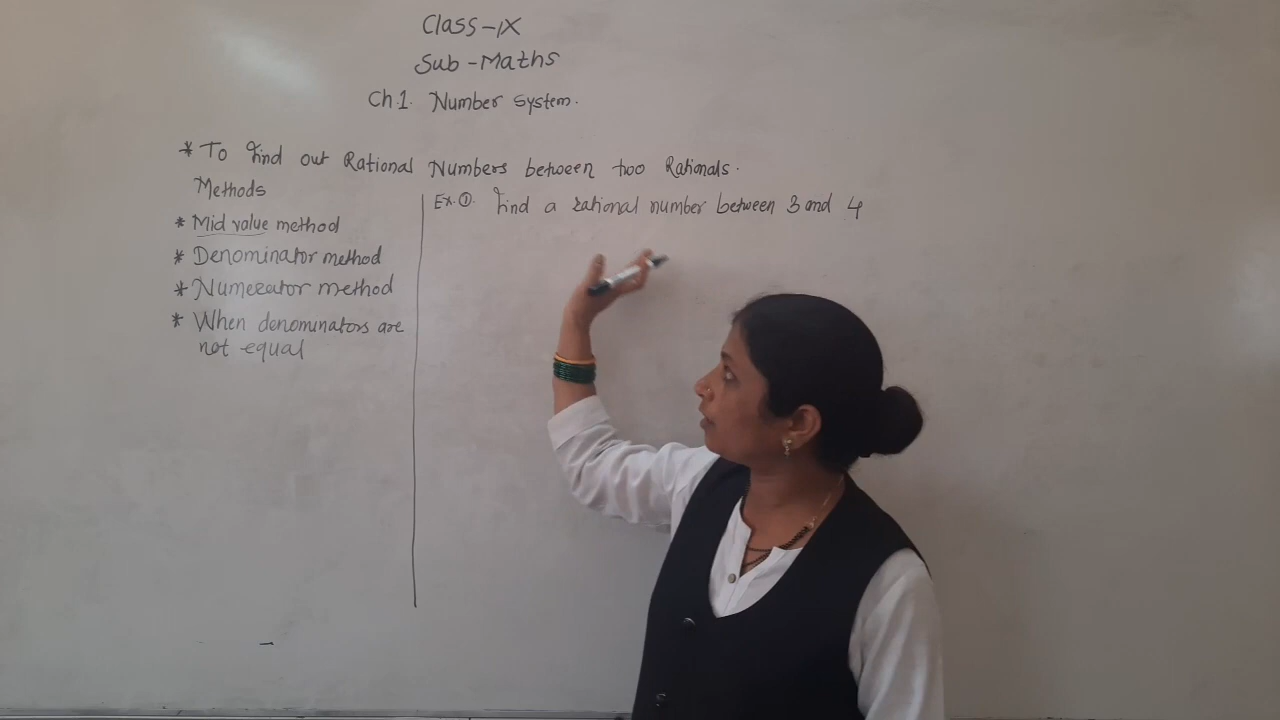 Class-IX
Sub-Maths
Ch.1. Number System.
* To find out Rational Numbers between two Rationals.
Methods
* Mid value method
* Denominator method
* Numerator method
* When denominators are
not equal
Ex.① find a rational number between 3 and 4